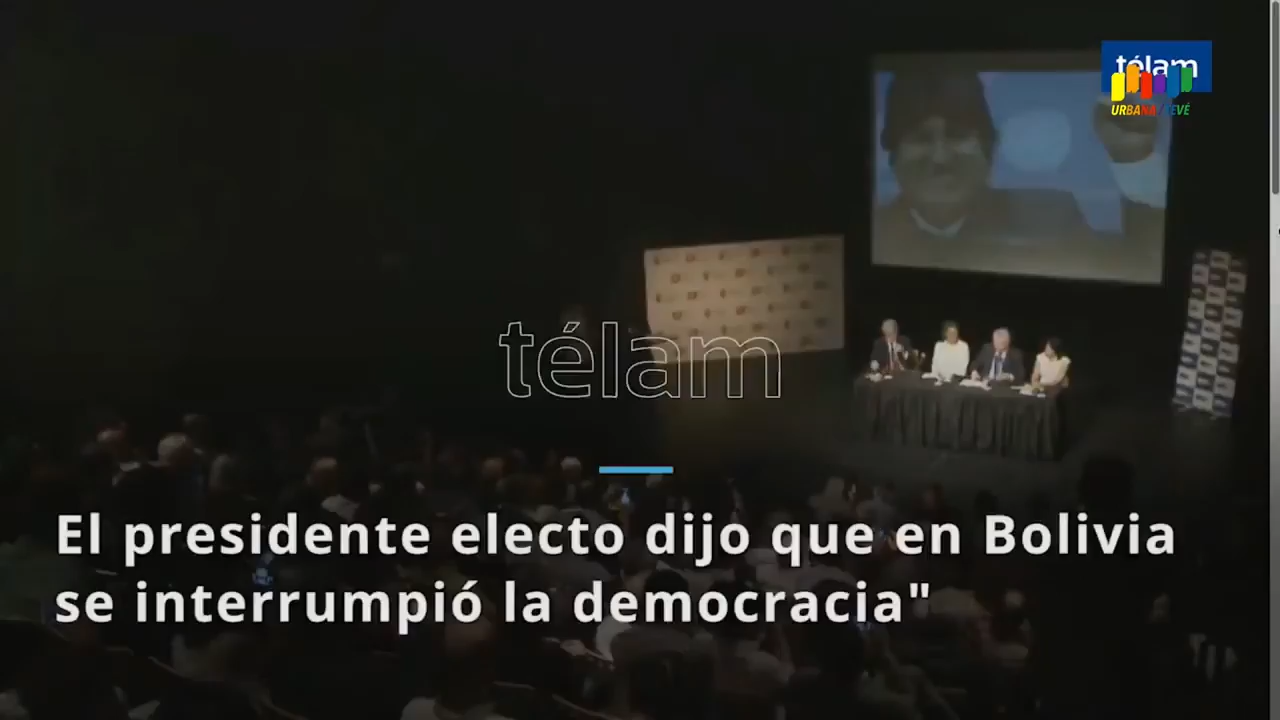 télam
URBANA TEVÉ
télam
El presidente electo dijo que en Bolivia
se interrumpió la democracia"